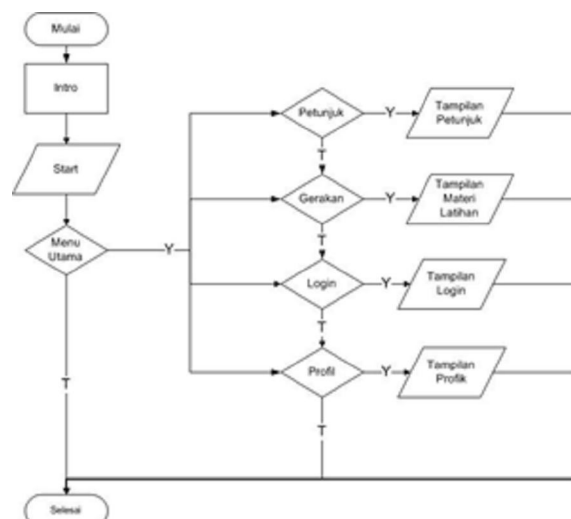 Mulai
Intro
Start
Menu
Utama
Y
T
Petunjuk
Y
Tampilan
Petunjuk
T
Gerakan
Y
Tampilan
Materi
Latihan
T
Login
Y
Tampilan
Login
T
Profil
Y
Tampilan
Profik
T
Selesai